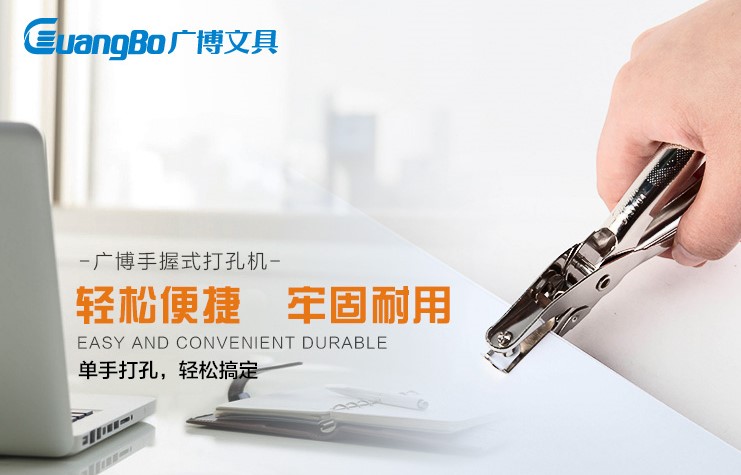 GuangBo广博文具
-广博手握式打孔机-
轻松便捷 牢固耐用
EASY AND CONVENIENT DURABLE
单手打孔，轻松搞定